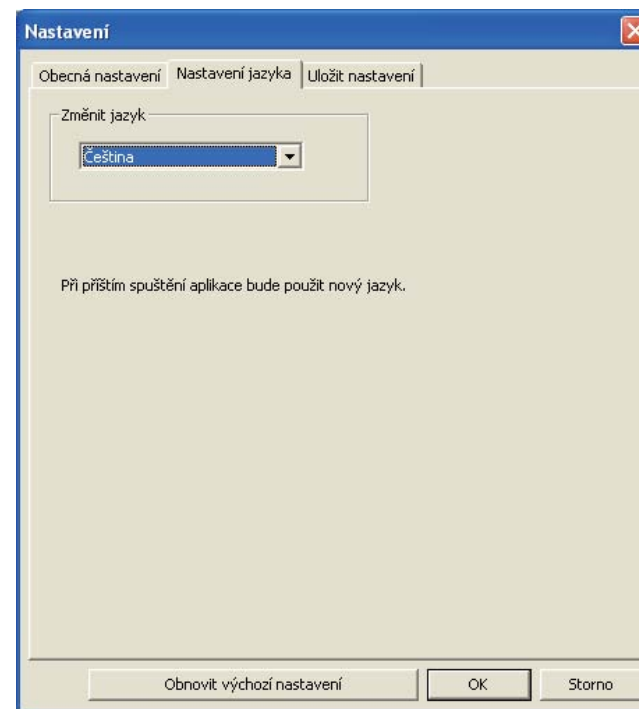 Nastavení
Obecná nastavení Nastavení jazyka Uložit nastavení
Změnit jazyk
Čeština
Při příštím spuštění aplikace bude použit nový jazyk.
Obnovit výchozí nastavení OK Storno